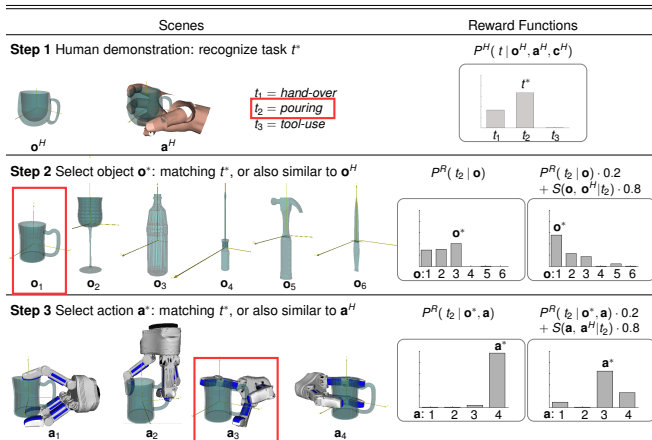 Scenes Reward Functions
Step 1 Human demonstration: recognize task t*
P^H( t | o^H, a^H, c^H)
t*
t₁ = hand-over
t₂ = pouring
t₃ = tool-use
o^H a^H
t₁ t₂ t₃
Step 2 Select object o*: matching t*, or also similar to o^H
P^R( t₂ | o) P^R( t₂ | o) · 0.2
+ S(o, o^H|t₂) · 0.8
o* o*
o₁ o₂ o₃ o₄ o₅ o₆
o: 1 2 3 4 5 6 o: 1 2 3 4 5 6
Step 3 Select action a*: matching t*, or also similar to a^H
P^R( t₂ | o*, a) P^R( t₂ | o*, a) · 0.2
+ S(a, a^H|t₂) · 0.8
a* a*
a₁ a₂ a₃ a₄
a: 1 2 3 4 a: 1 2 3 4